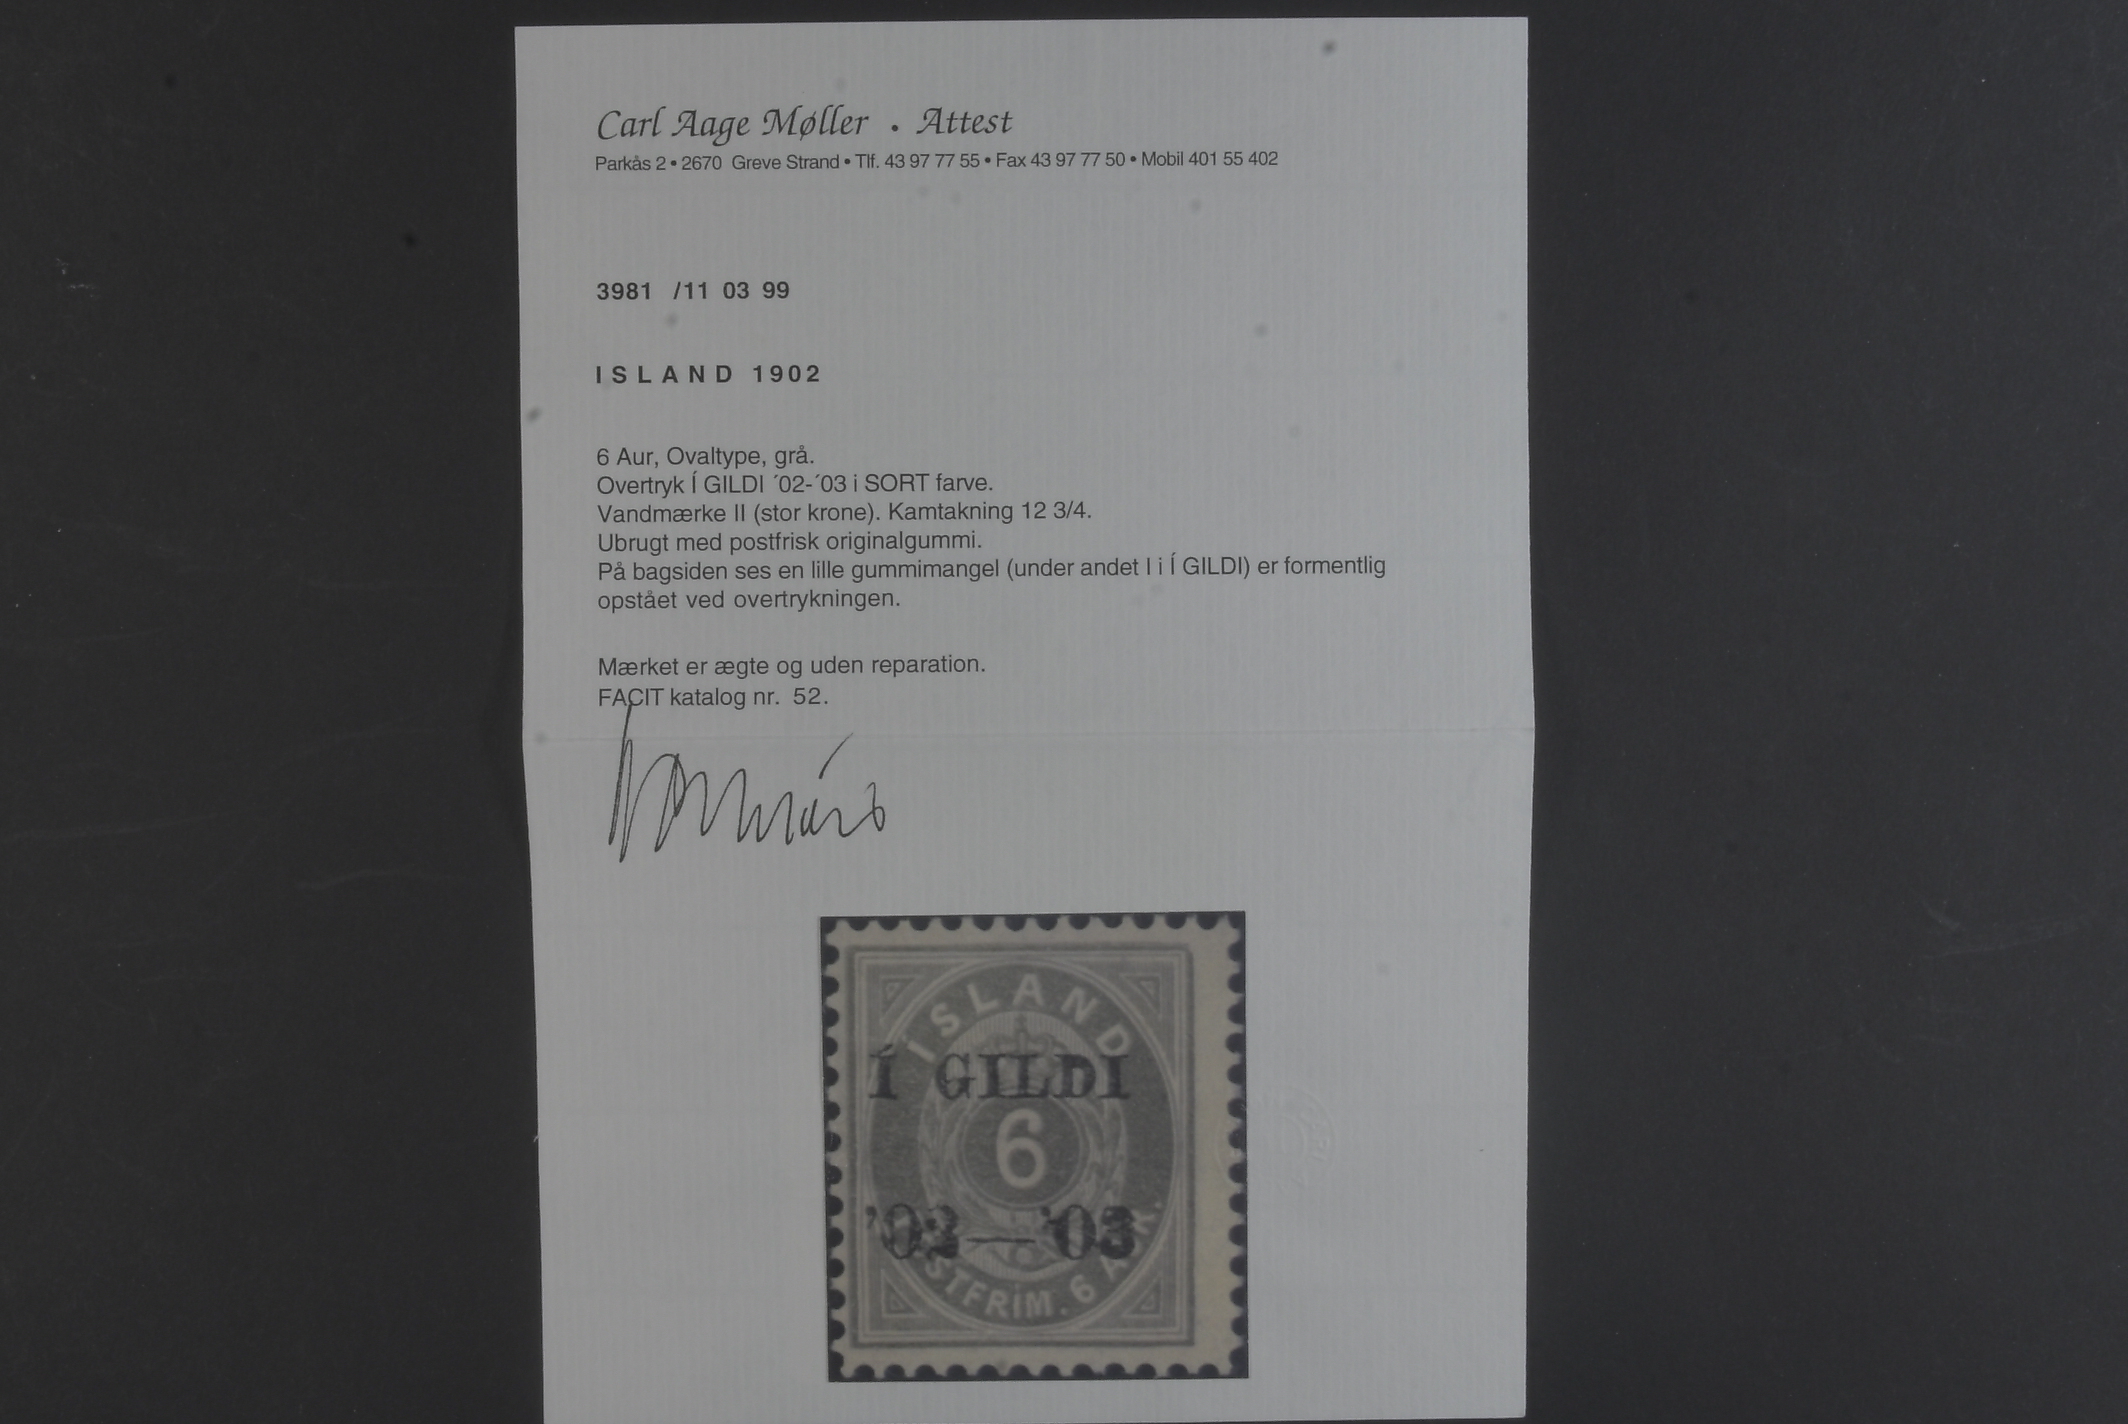 Carl Aage Møller . Attest
Parkås 2 • 2670 Greve Strand • Tlf. 43 97 77 55 • Fax 43 97 77 50 • Mobil 401 55 402
3981 /11 03 99
ISLAND 1902
6 Aur, Ovaltype, grå.
Overtryk Í GILDI ´02-´03 i SORT farve.
Vandmærke II (stor krone). Kamtakning 12 3/4.
Ubrugt med postfrisk originalgummi.
På bagsiden ses en lille gummimangel (under andet I i Í GILDI) er formentlig
opstået ved overtrykningen.
Mærket er ægte og uden reparation.
FACIT katalog nr. 52.
ÍSLAND
Í GILDI
6
'02—'03